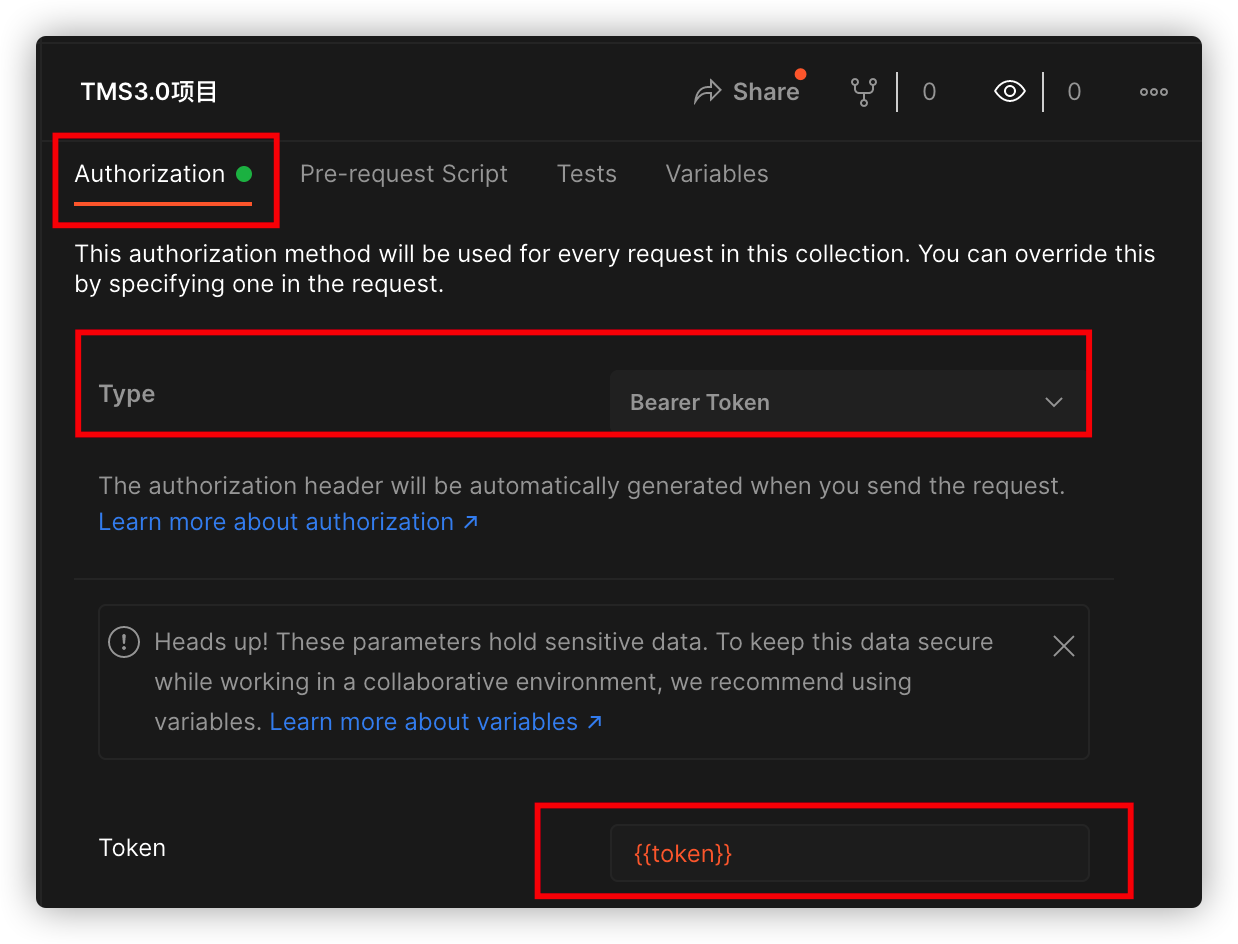 TMS3.0项目
Share
0
0
Authorization
Pre-request Script
Tests
Variables
This authorization method will be used for every request in this collection. You can override this
by specifying one in the request.
Type
Bearer Token
The authorization header will be automatically generated when you send the request.
Learn more about authorization ↗
Heads up! These parameters hold sensitive data. To keep this data secure
while working in a collaborative environment, we recommend using
variables. Learn more about variables ↗
Token
{{token}}